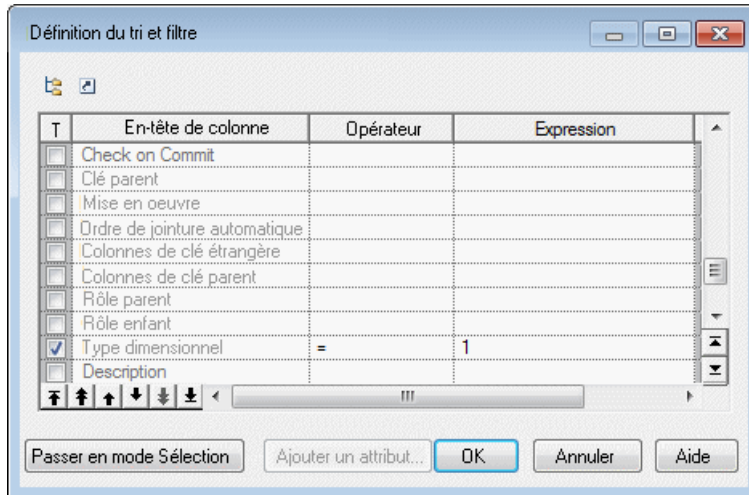 Définition du tri et filtre
T En-tête de colonne Opérateur Expression
Check on Commit
Clé parent
Mise en oeuvre
Ordre de jointure automatique
Colonnes de clé étrangère
Colonnes de clé parent
Rôle parent
Rôle enfant
Type dimensionnel = 1
Description
Passer en mode Sélection Ajouter un attribut... OK Annuler Aide